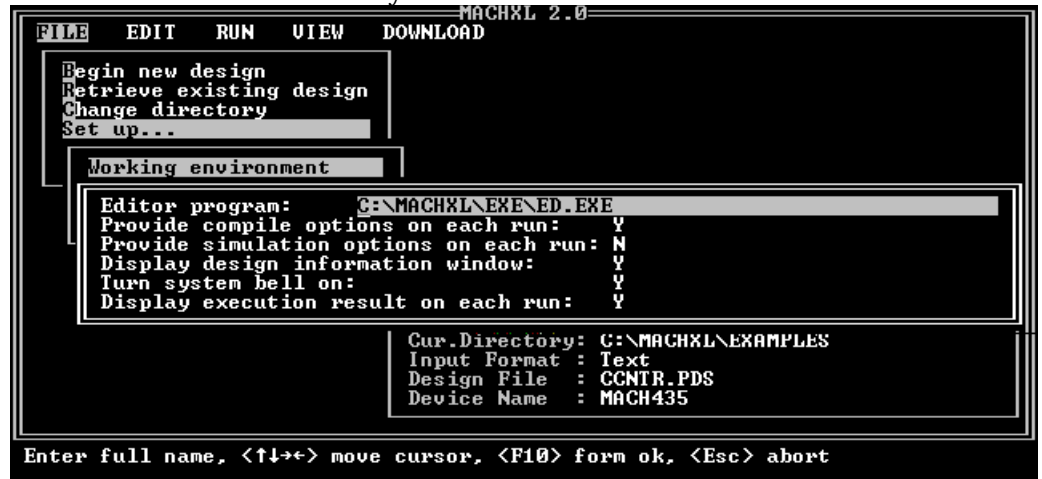 MACHXL 2.0
FILE EDIT RUN VIEW DOWNLOAD
Begin new design
Retrieve existing design
Change directory
Set up...
Working environment
Editor program: C:\MACHXL\EXE\ED.EXE
Provide compile options on each run: Y
Provide simulation options on each run: N
Display design information window: Y
Turn system bell on: Y
Display execution result on each run: Y
Cur.Directory: C:\MACHXL\EXAMPLES
Input Format : Text
Design File : CCNTR.PDS
Device Name : MACH435
Enter full name, <↑↓→←> move cursor, <F10> form ok, <Esc> abort